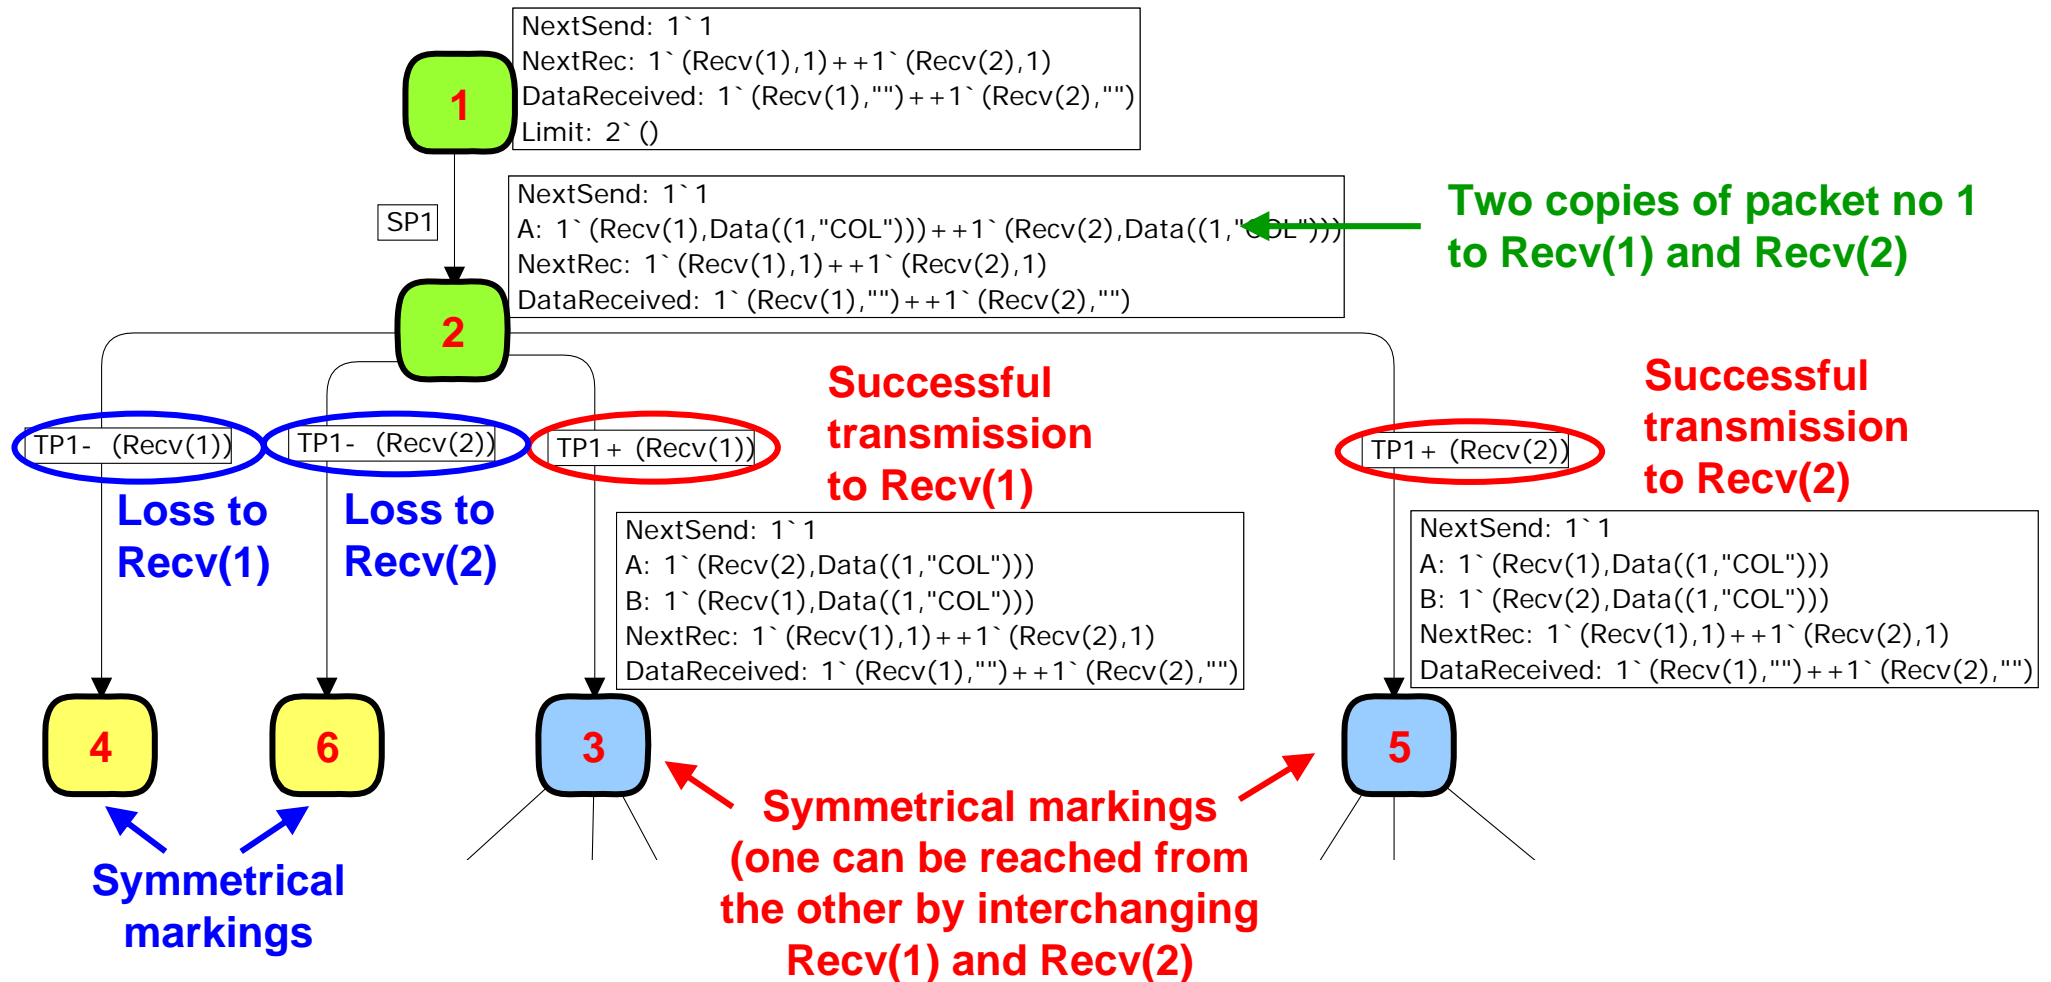 NextSend: 1`1
NextRec: 1`(Recv(1),1)++1`(Recv(2),1)
DataReceived: 1`(Recv(1),"")++1`(Recv(2),"")
Limit: 2`()
1
SP1
NextSend: 1`1
A: 1`(Recv(1),Data((1,"COL")))++1`(Recv(2),Data((1,"COL")))
NextRec: 1`(Recv(1),1)++1`(Recv(2),1)
DataReceived: 1`(Recv(1),"")++1`(Recv(2),"")
Two copies of packet no 1
to Recv(1) and Recv(2)
2
TP1- (Recv(1))
Loss to
Recv(1)
TP1- (Recv(2))
Loss to
Recv(2)
TP1+ (Recv(1))
Successful
transmission
to Recv(1)
TP1+ (Recv(2))
Successful
transmission
to Recv(2)
NextSend: 1`1
A: 1`(Recv(2),Data((1,"COL")))
B: 1`(Recv(1),Data((1,"COL")))
NextRec: 1`(Recv(1),1)++1`(Recv(2),1)
DataReceived: 1`(Recv(1),"")++1`(Recv(2),"")
NextSend: 1`1
A: 1`(Recv(1),Data((1,"COL")))
B: 1`(Recv(2),Data((1,"COL")))
NextRec: 1`(Recv(1),1)++1`(Recv(2),1)
DataReceived: 1`(Recv(1),"")++1`(Recv(2),"")
4
6
3
5
Symmetrical
markings
Symmetrical markings
(one can be reached from
the other by interchanging
Recv(1) and Recv(2)